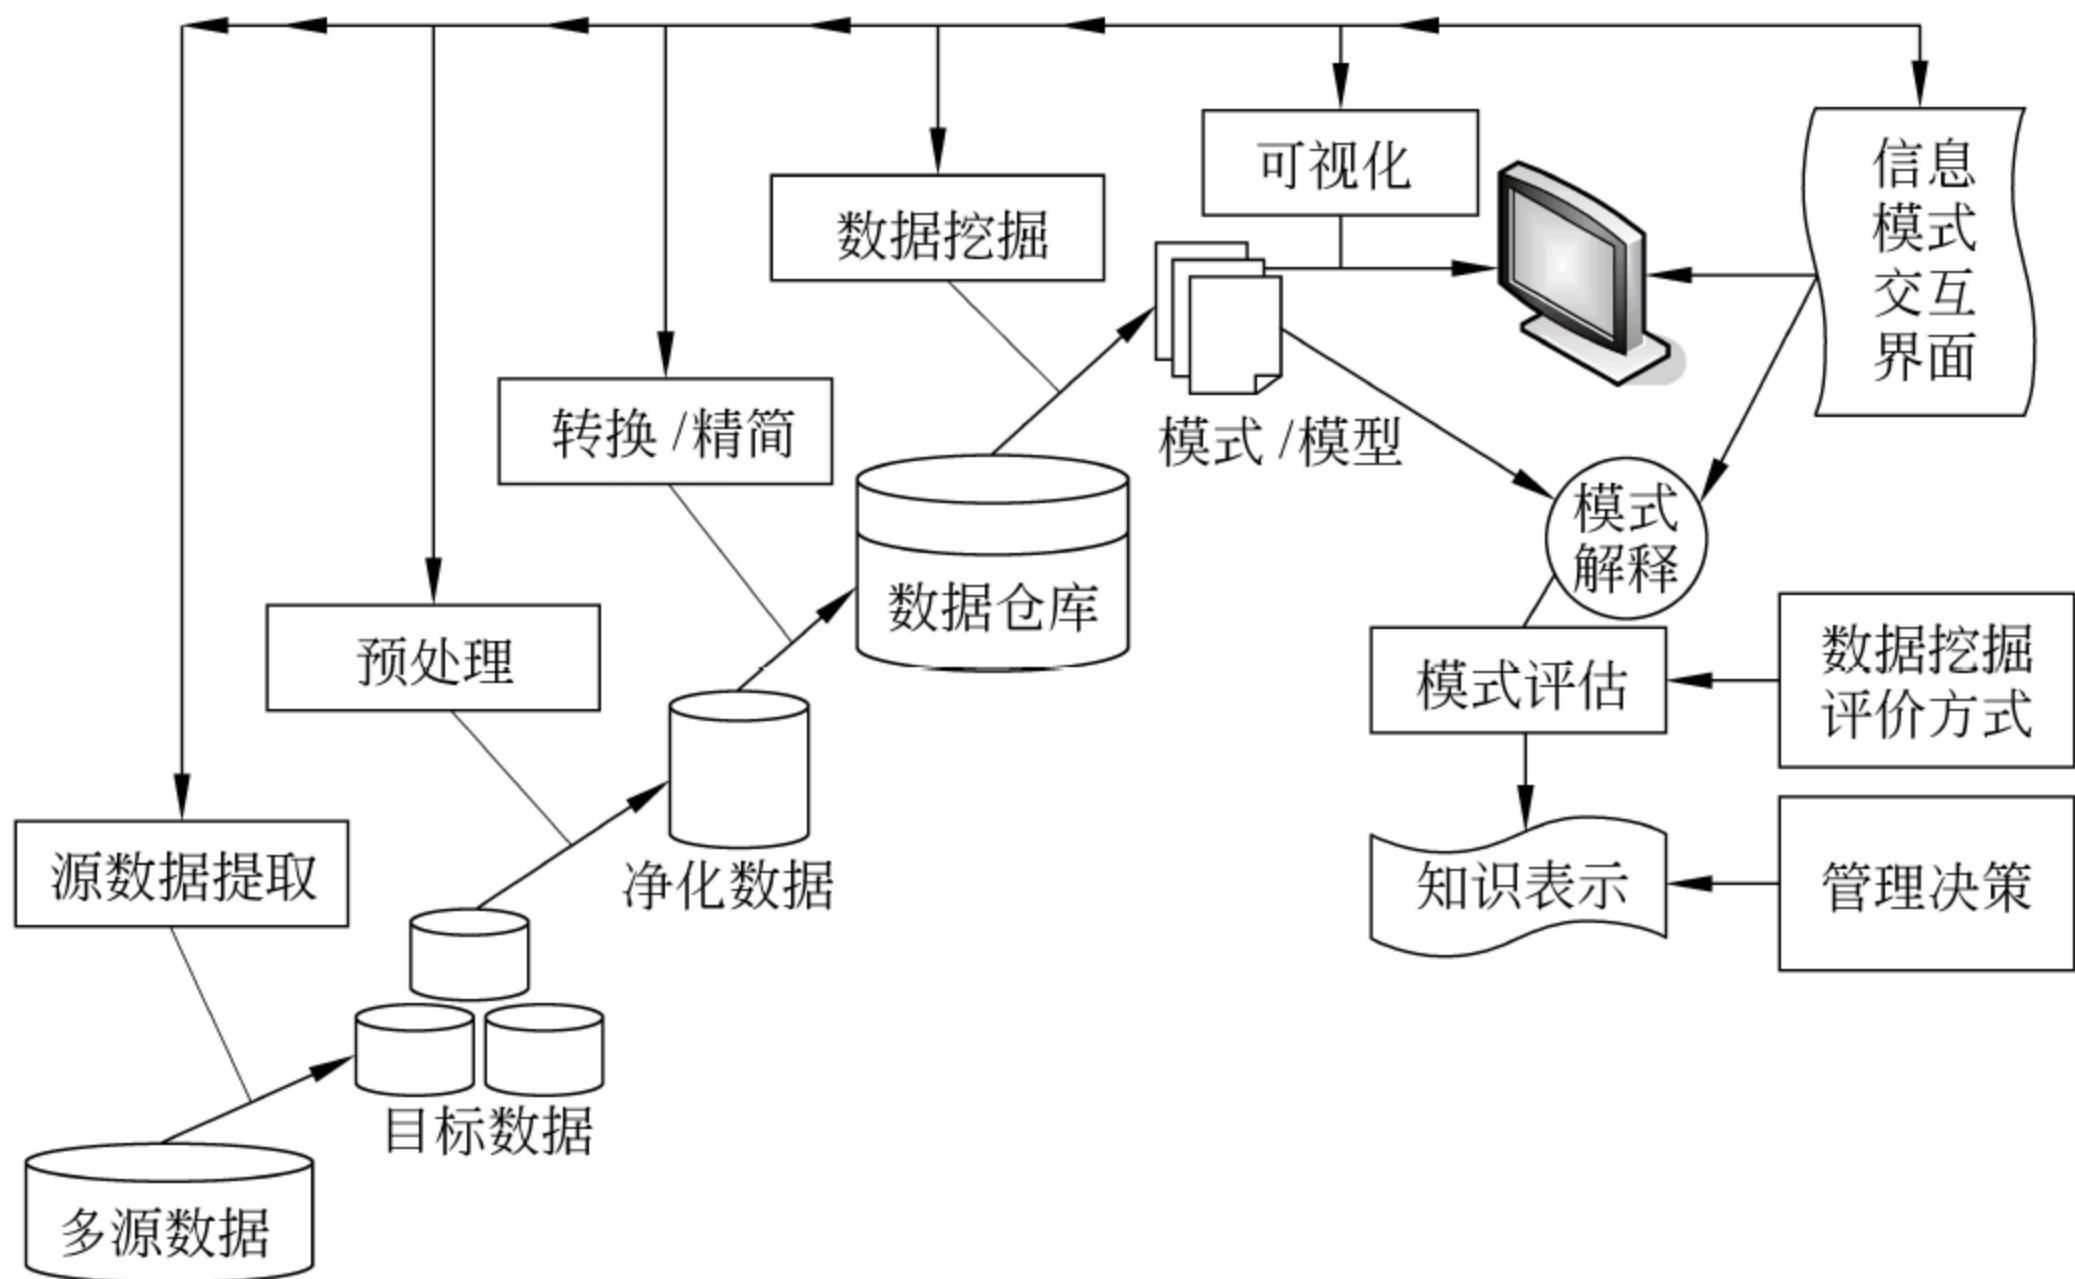 可视化
信息
模式
交互
界面
数据挖掘
转换/精简
模式/模型
模式
解释
数据仓库
预处理
模式评估
数据挖掘
评价方式
源数据提取
净化数据
知识表示
管理决策
目标数据
多源数据